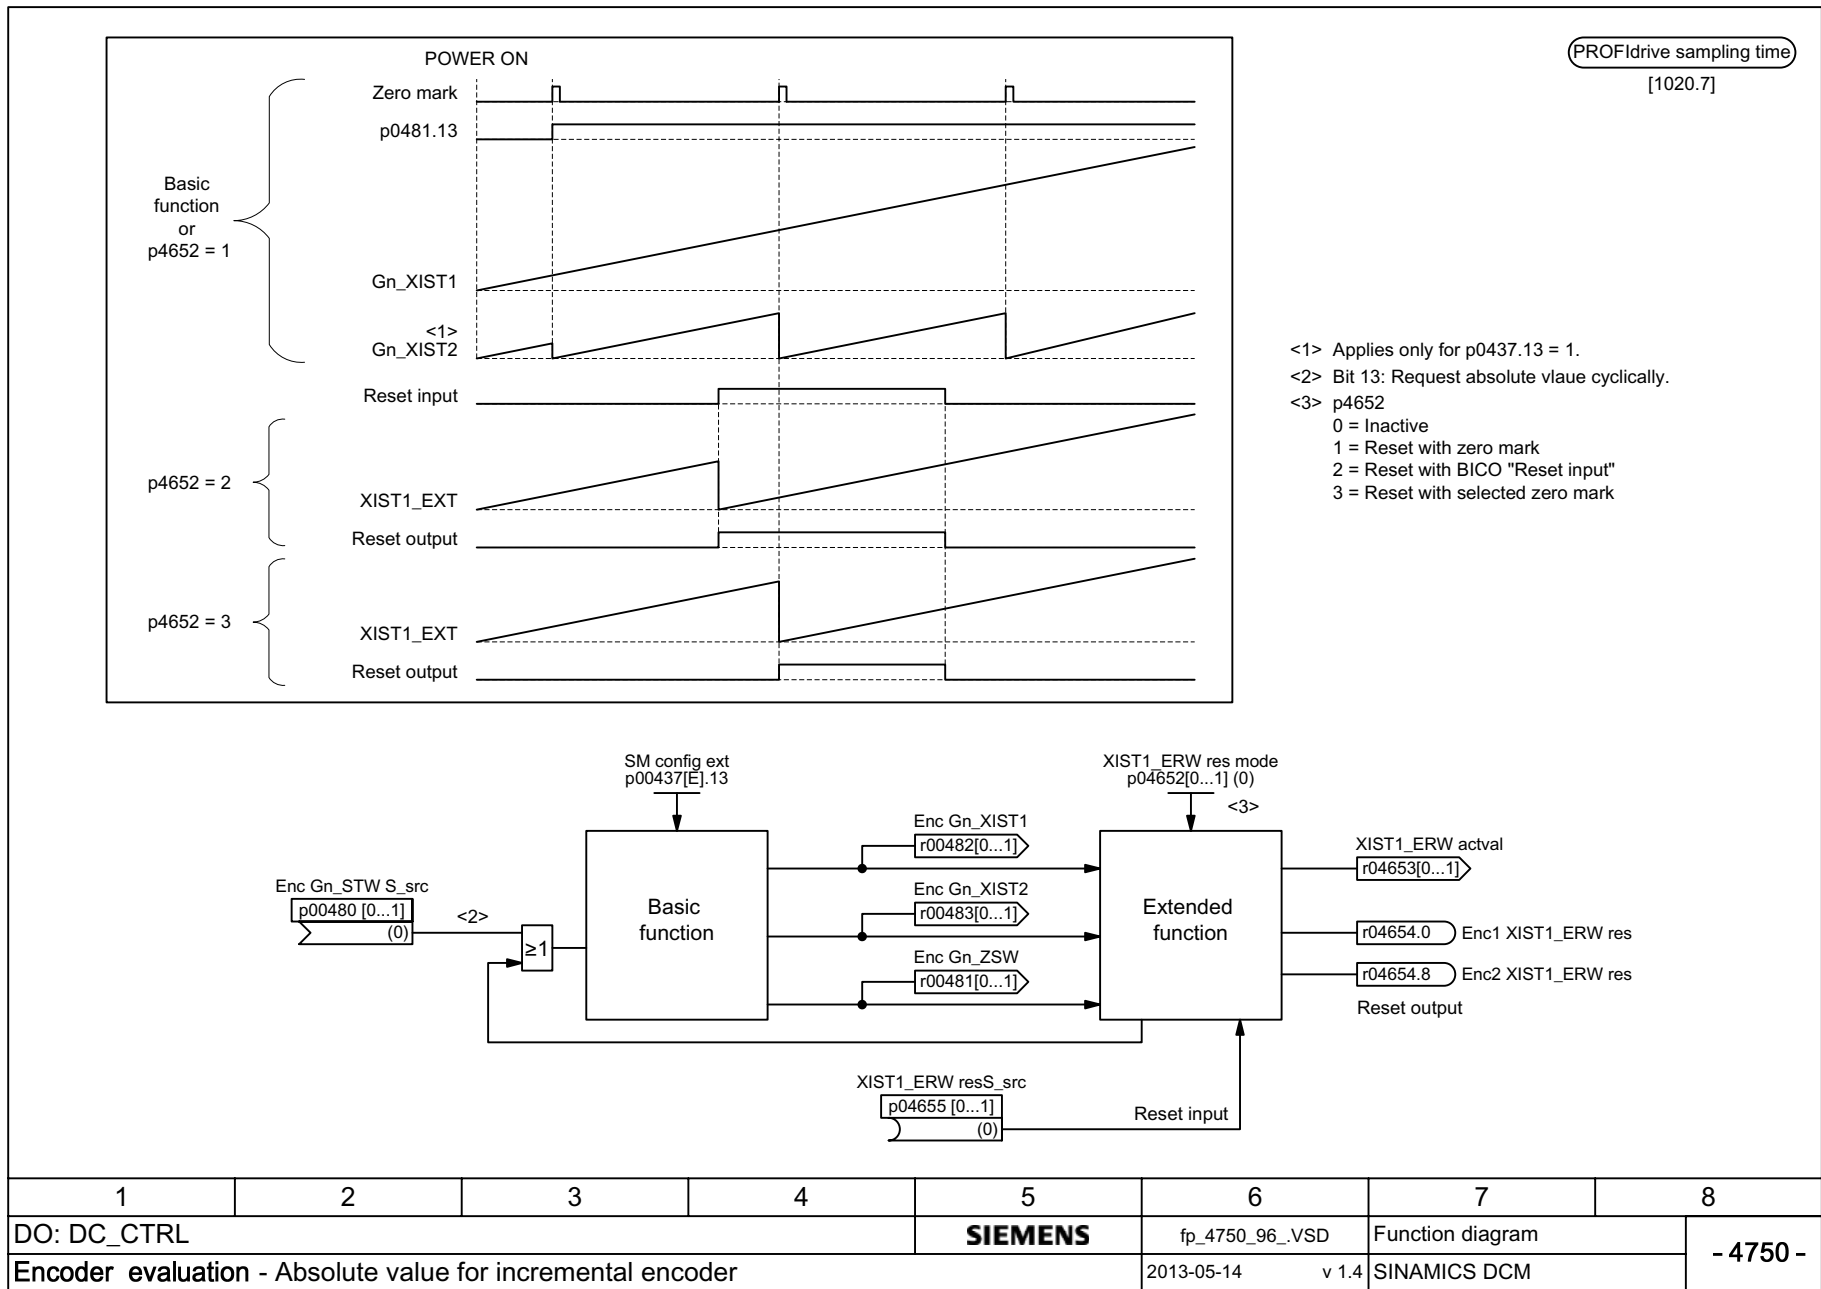 POWER ON
PROFIdrive sampling time
[1020.7]
Zero mark
p0481.13
Basic
function
or
p4652 = 1
Gn_XIST1
<1>
Gn_XIST2
Reset input
p4652 = 2
XIST1_EXT
Reset output
p4652 = 3
XIST1_EXT
Reset output
<1> Applies only for p0437.13 = 1.
<2> Bit 13: Request absolute vlaue cyclically.
<3> p4652
0 = Inactive
1 = Reset with zero mark
2 = Reset with BICO "Reset input"
3 = Reset with selected zero mark
SM config ext
p00437[E].13
XIST1_ERW res mode
p04652[0...1] (0)
<3>
Enc Gn_STW S_src
p00480 [0...1]
(0)
<2>
≥1
Basic
function
Enc Gn_XIST1
r00482[0...1]
Enc Gn_XIST2
r00483[0...1]
Enc Gn_ZSW
r00481[0...1]
Extended
function
XIST1_ERW actval
r04653[0...1]
r04654.0 Enc1 XIST1_ERW res
r04654.8 Enc2 XIST1_ERW res
Reset output
XIST1_ERW resS_src
p04655 [0...1]
(0)
Reset input
1 2 3 4 5 6 7 8
DO: DC_CTRL SIEMENS fp_4750_96_.VSD Function diagram
- 4750 -
Encoder evaluation - Absolute value for incremental encoder 2013-05-14 v 1.4 SINAMICS DCM